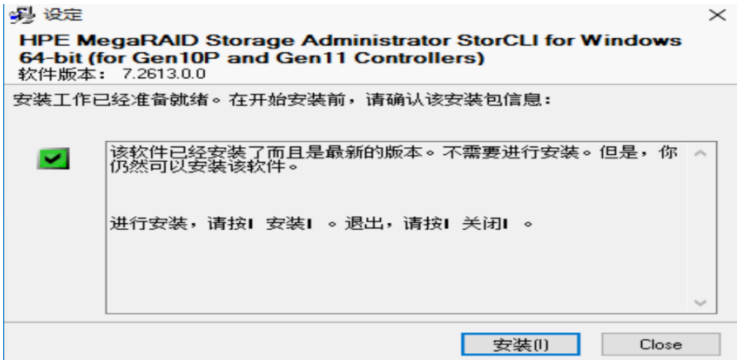 设定
HPE MegaRAID Storage Administrator StorCLI for Windows
64-bit (for Gen10P and Gen11 Controllers)
软件版本: 7.2613.0.0
安装工作已经准备就绪。在开始安装前，请确认该安装包信息:
该软件已经安装了而且是最新的版本。不需要进行安装。但是，你
仍然可以安装该软件。
进行安装，请按I 安装I 。退出，请按I 关闭I 。
安装(I)
Close